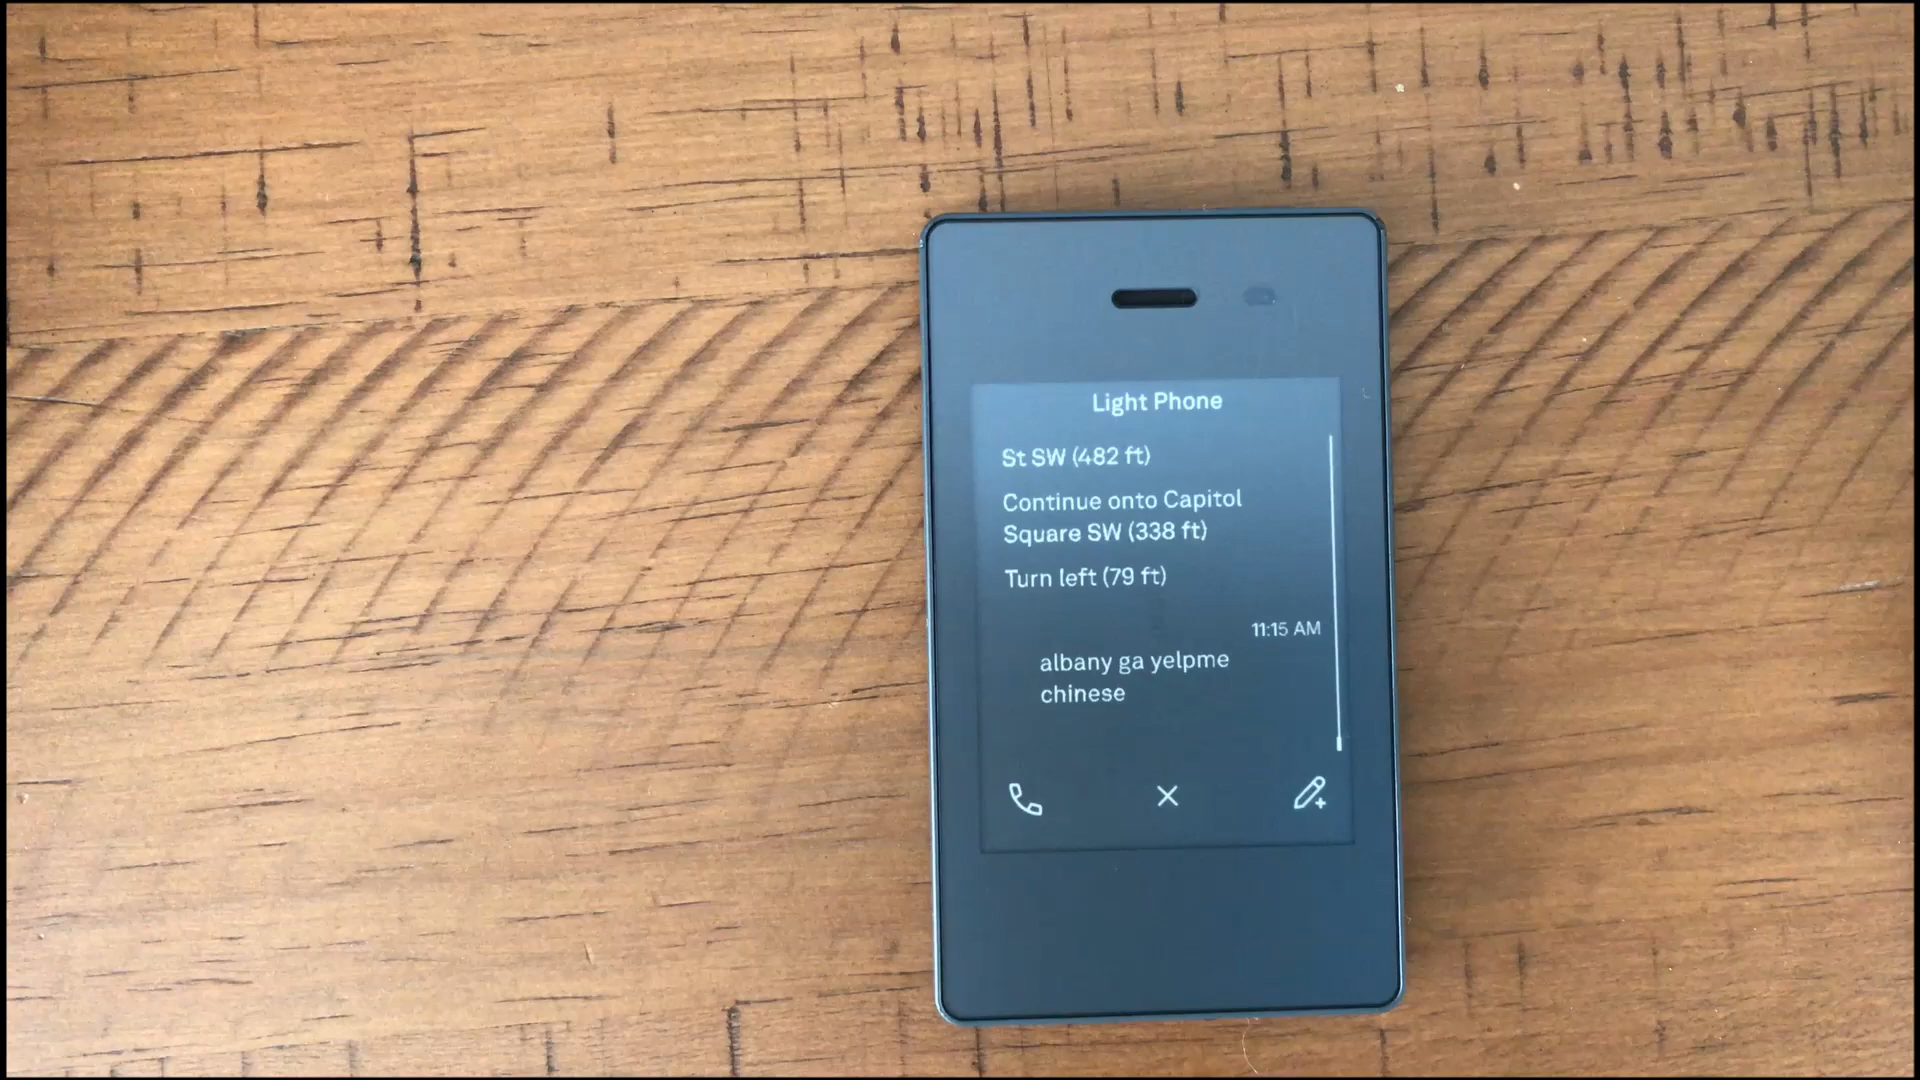 Light Phone
St SW (482 ft)
Continue onto Capitol
Square SW (338 ft)
Turn left (79 ft)
11:15 AM
albany ga yelpme
chinese